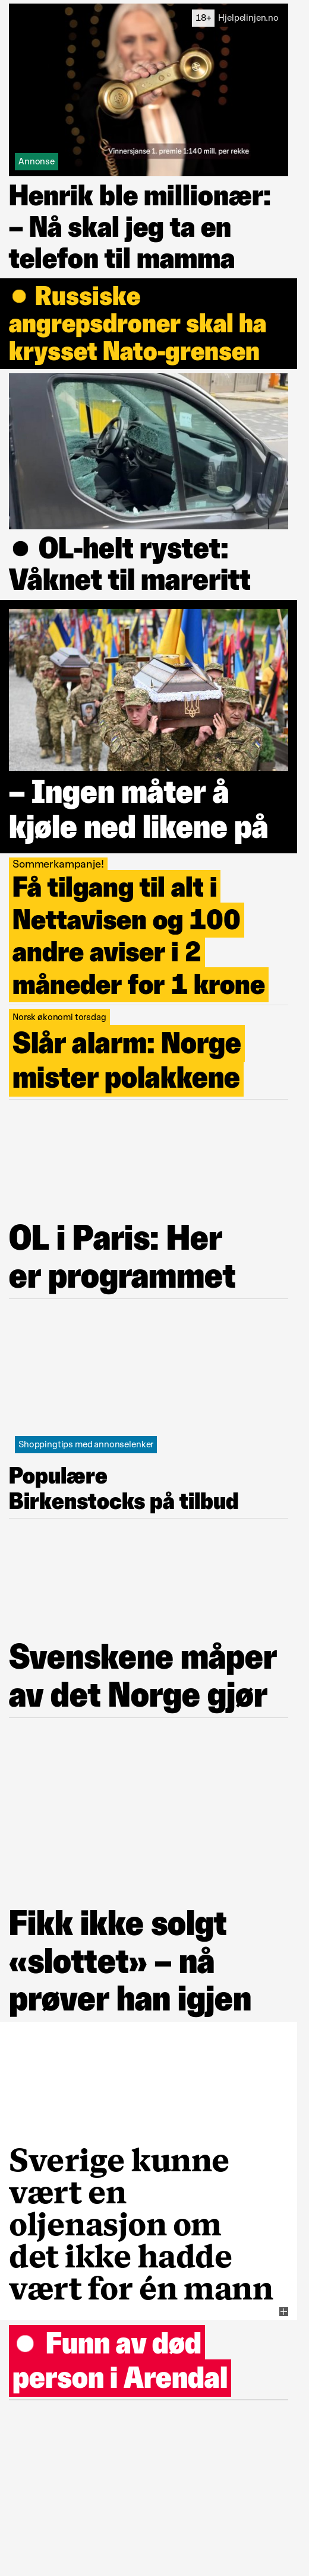 18+ Hjelpelinjen.no
Vinnersjanse 1. premie 1:140 mill. per rekke
Annonse
Henrik ble millionær:
– Nå skal jeg ta en
telefon til mamma
● Russiske
angrepsdroner skal ha
krysset Nato-grensen
● OL-helt rystet:
Våknet til mareritt
– Ingen måter å
kjøle ned likene på
Sommerkampanje!
Få tilgang til alt i
Nettavisen og 100
andre aviser i 2
måneder for 1 krone
Norsk økonomi torsdag
Slår alarm: Norge
mister polakkene
OL i Paris: Her
er programmet
Shoppingtips med annonselenker
Populære
Birkenstocks på tilbud
Svenskene måper
av det Norge gjør
Fikk ikke solgt
«slottet» – nå
prøver han igjen
Sverige kunne
vært en
oljenasjon om
det ikke hadde
vært for én mann
● Funn av død
person i Arendal